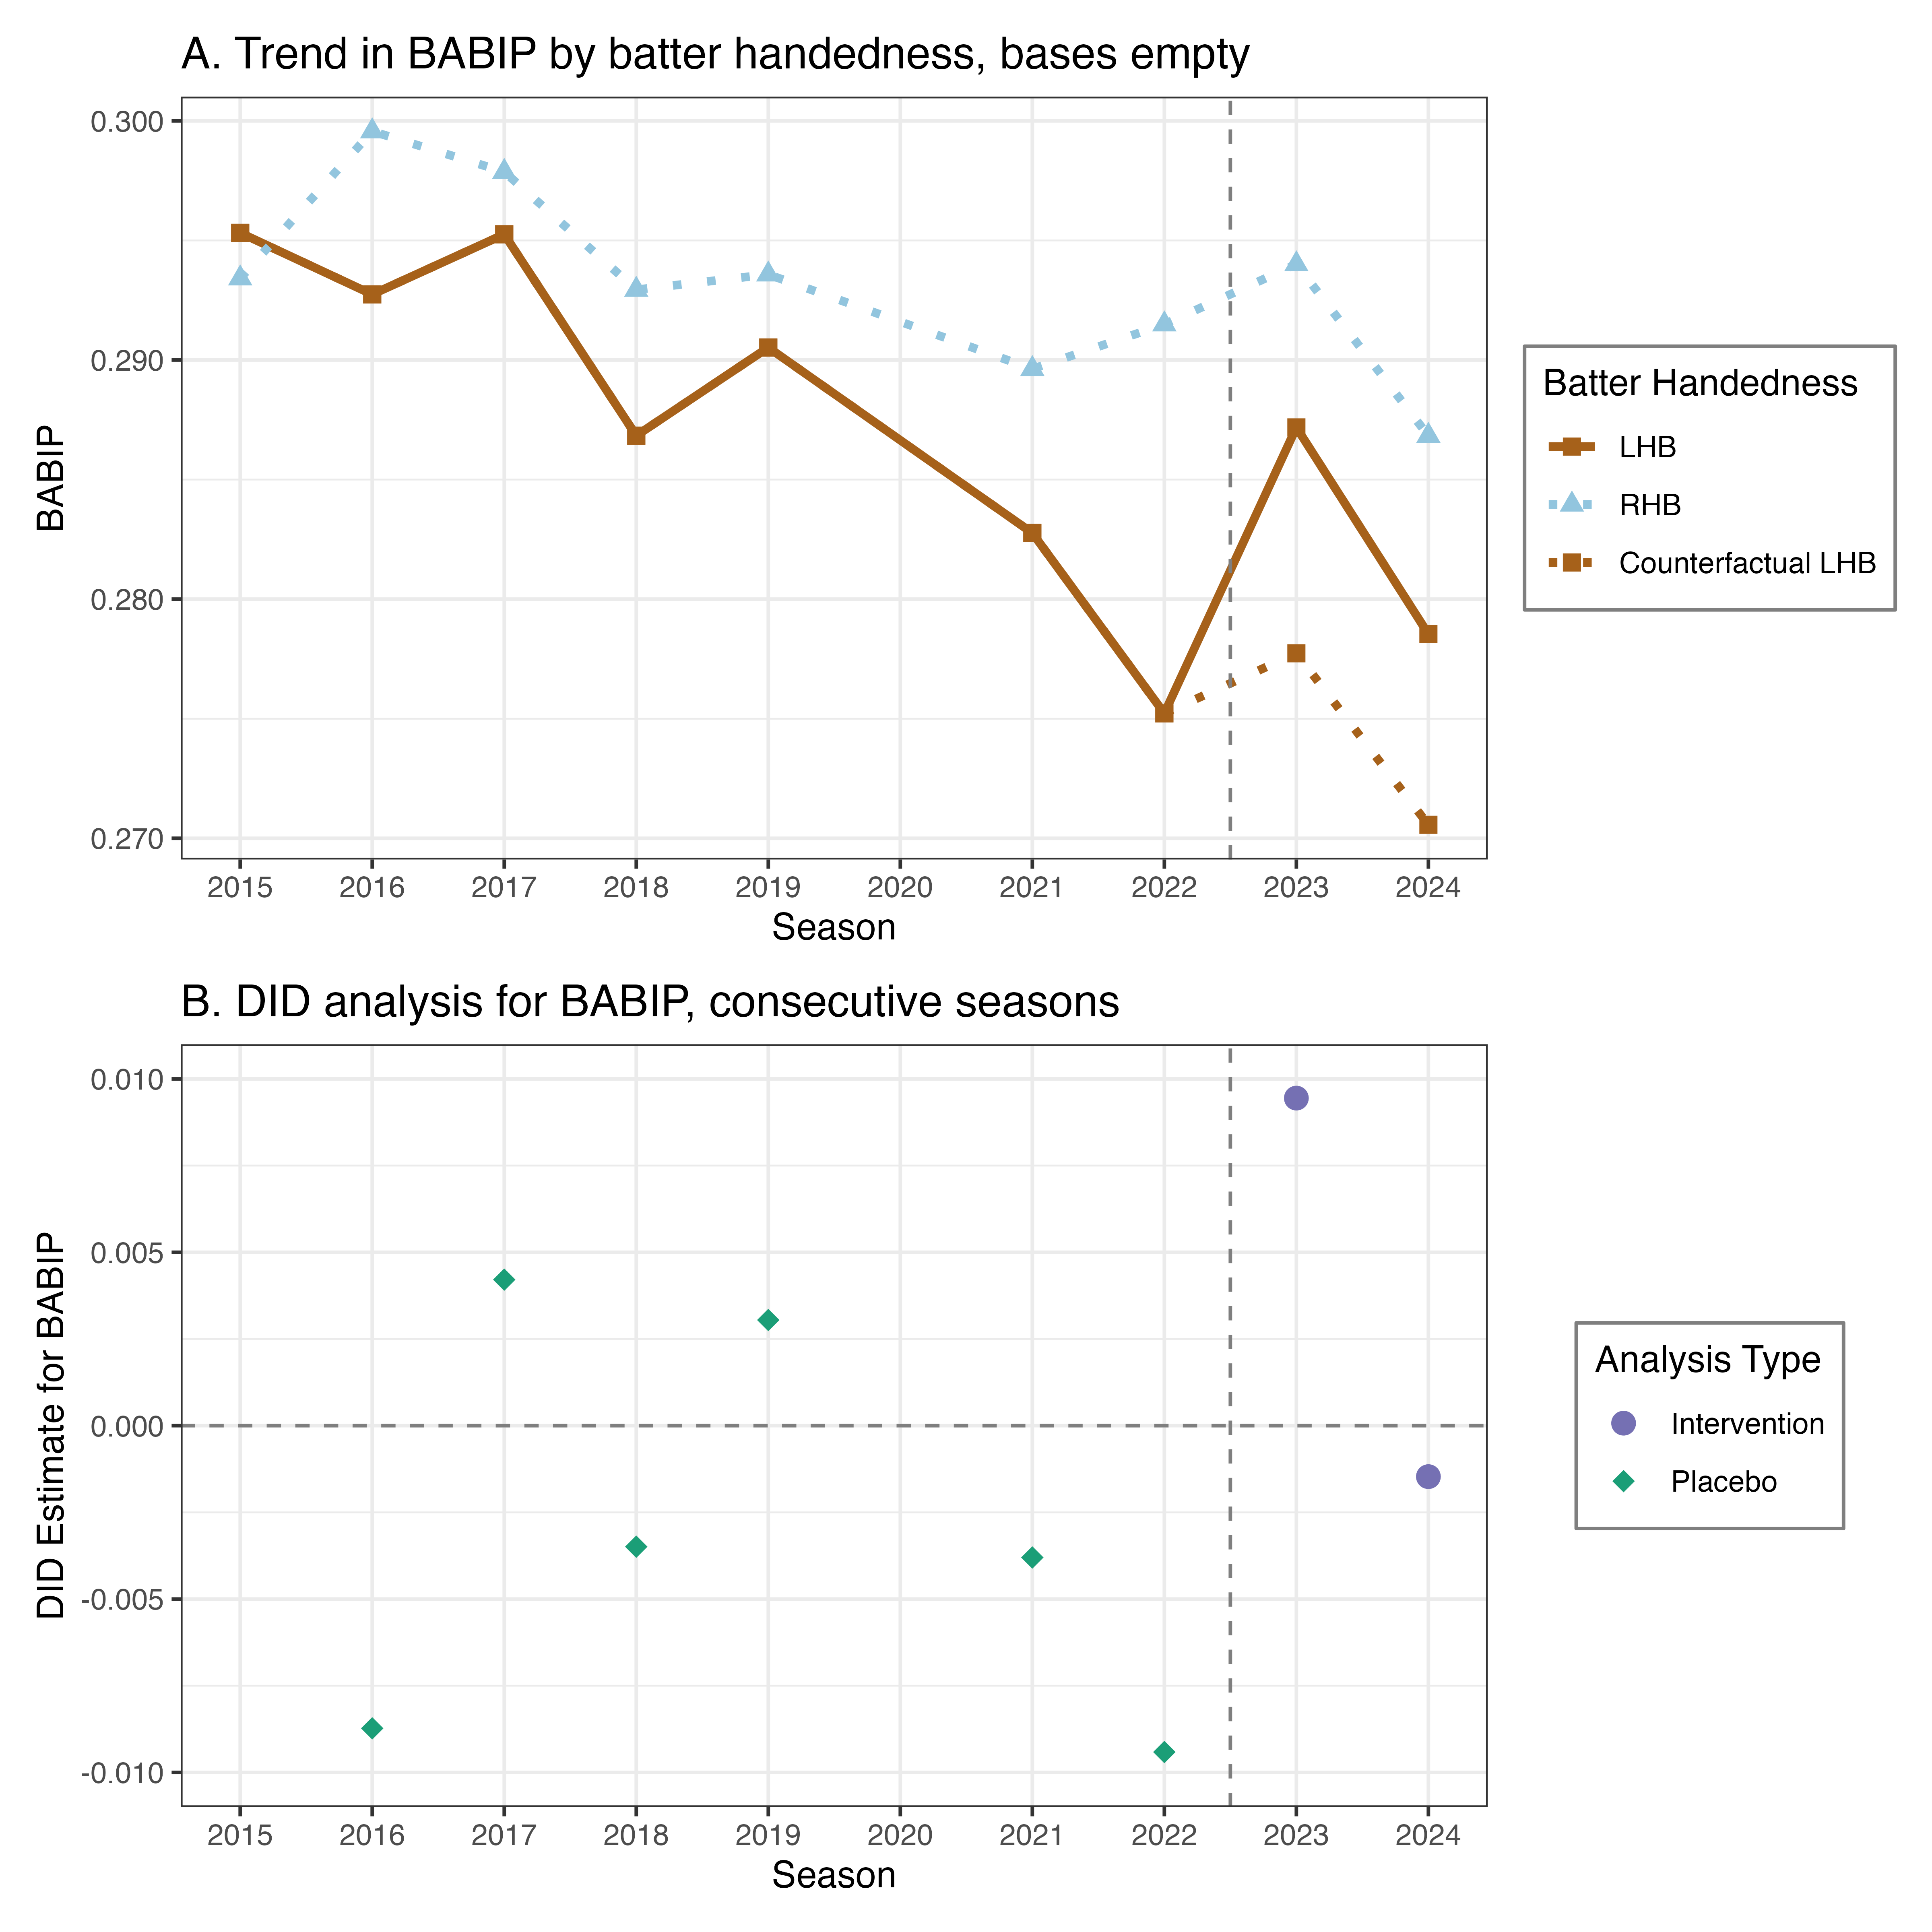 A. Trend in BABIP by batter handedness, bases empty
0.300
0.290
0.280
0.270
BABIP
2015 2016 2017 2018 2019 2020 2021 2022 2023 2024
Season
Batter Handedness
LHB
RHB
Counterfactual LHB
B. DID analysis for BABIP, consecutive seasons
0.010
0.005
0.000
-0.005
-0.010
DID Estimate for BABIP
2015 2016 2017 2018 2019 2020 2021 2022 2023 2024
Season
Analysis Type
Intervention
Placebo